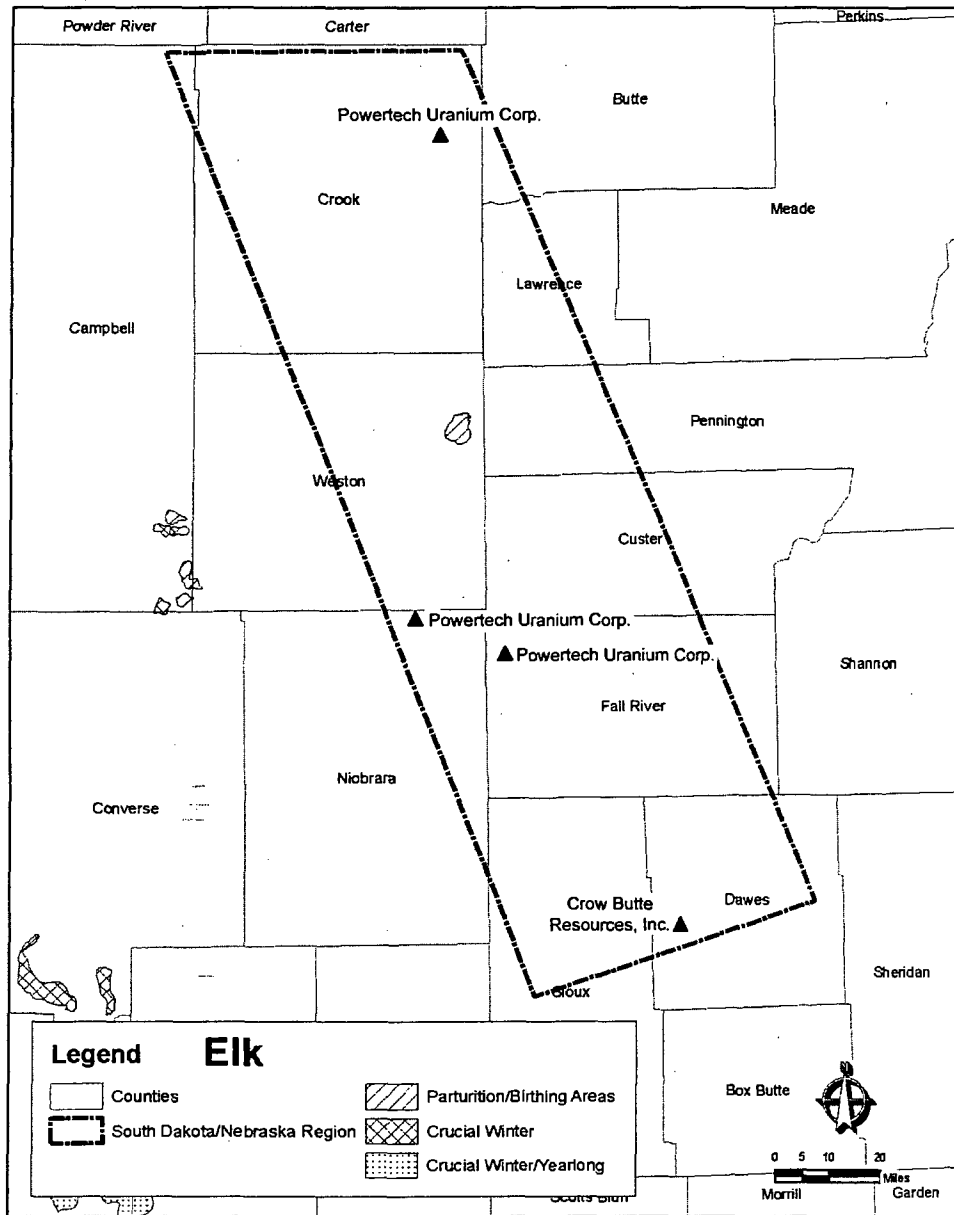 Powder River
Carter
Perkins
Butte
Powertech Uranium Corp.
Crook
Meade
Lawrence
Campbell
Pennington
Weston
Custer
Powertech Uranium Corp.
Powertech Uranium Corp.
Shannon
Fall River
Niobrara
Converse
Crow Butte
Resources, Inc.
Dawes
Sheridan
Sioux
Legend
Elk
Counties
South Dakota/Nebraska Region
Parturition/Birthing Areas
Crucial Winter
Crucial Winter/Yearlong
Box Butte
0 5 10 20
Miles
Scotts Bluff
Morrill
Garden